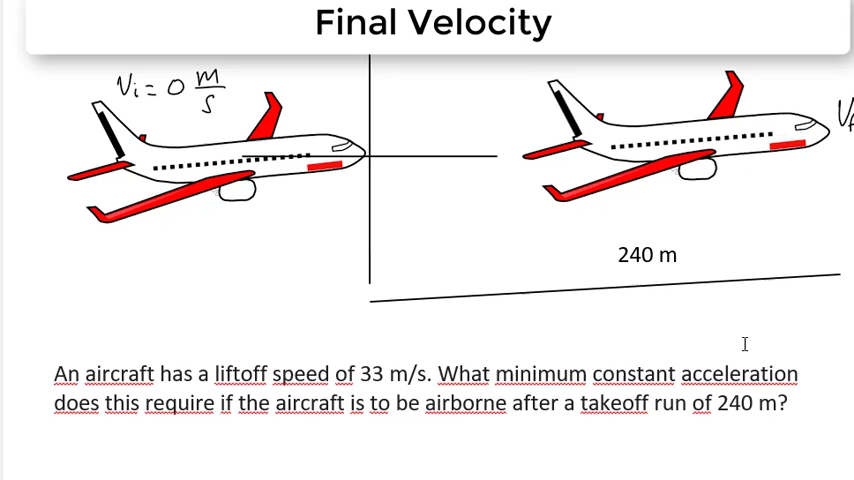 Final Velocity
Vi = 0 m/s
240 m
An aircraft has a liftoff speed of 33 m/s. What minimum constant acceleration
does this require if the aircraft is to be airborne after a takeoff run of 240 m?